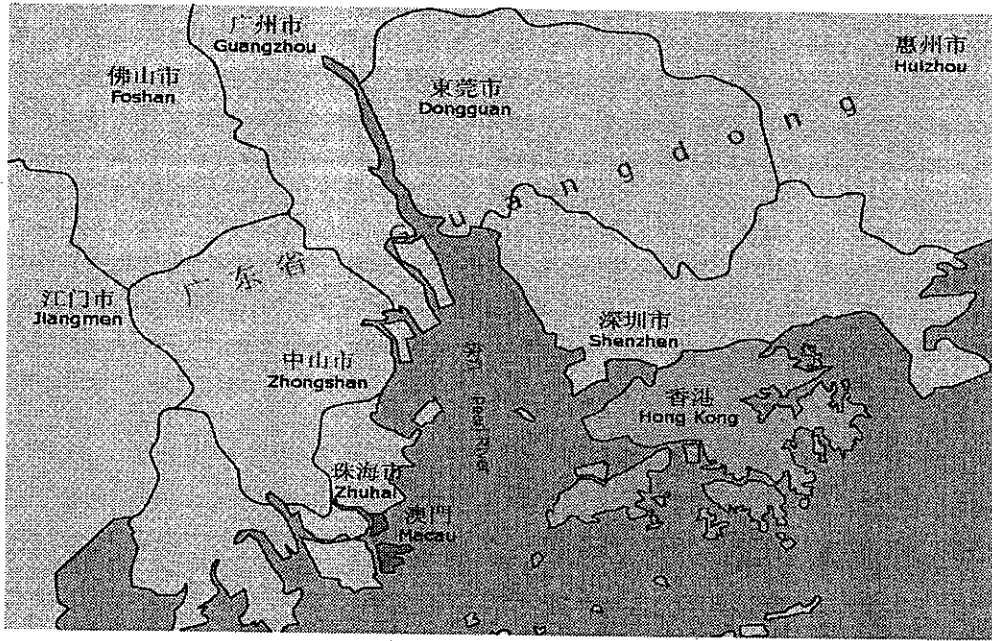 广州市
Guangzhou
惠州市
Huizhou
佛山市
Foshan
東莞市
Dongguan
uangdong
广东省
江门市
Jiangmen
深圳市
Shenzhen
中山市
Zhongshan
Pearl River
香港
Hong Kong
珠海市
Zhuhai
澳門
Macau